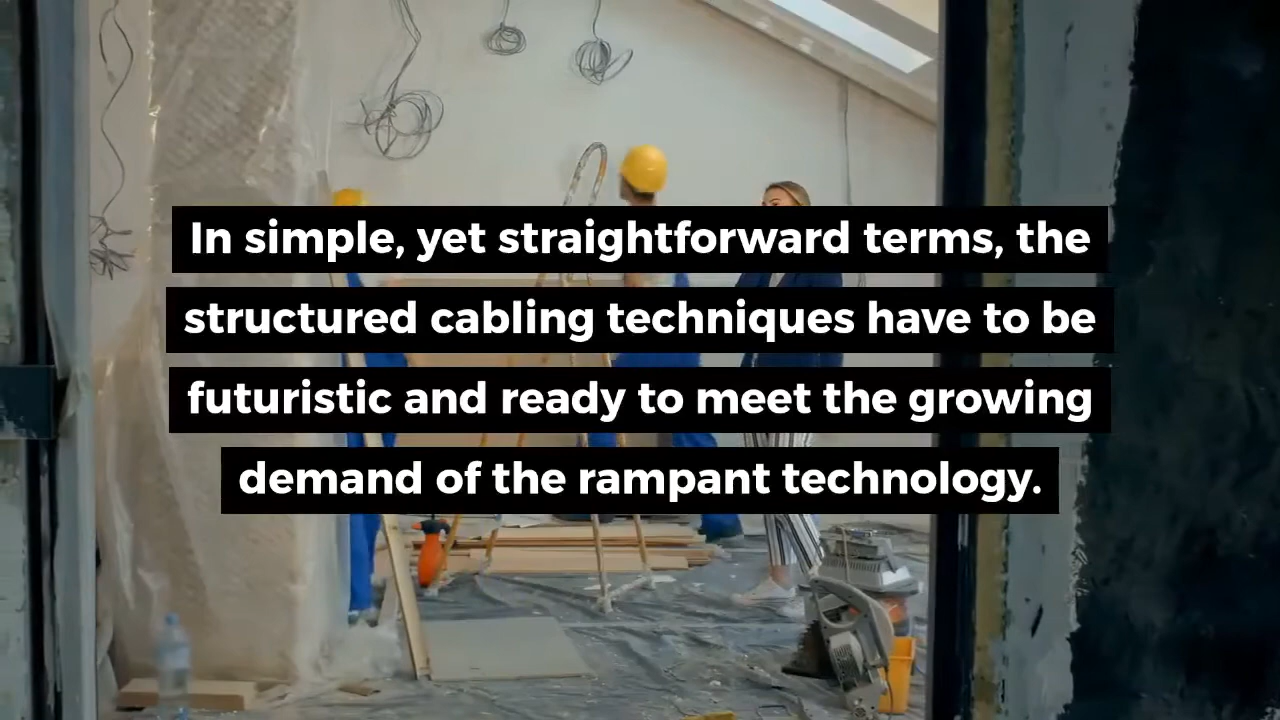 In simple, yet straightforward terms, the
structured cabling techniques have to be
futuristic and ready to meet the growing
demand of the rampant technology.